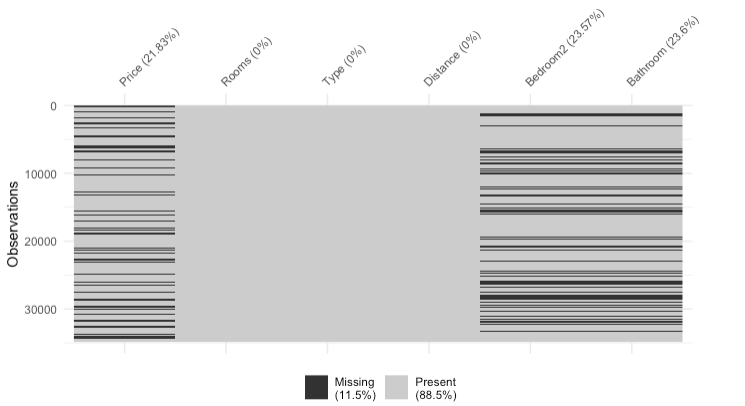 Price (21.83%)
Rooms (0%)
Type (0%)
Distance (0%)
Bedroom2 (23.57%)
Bathroom (23.6%)
0
10000
20000
30000
Observations
Missing
(11.5%)
Present
(88.5%)